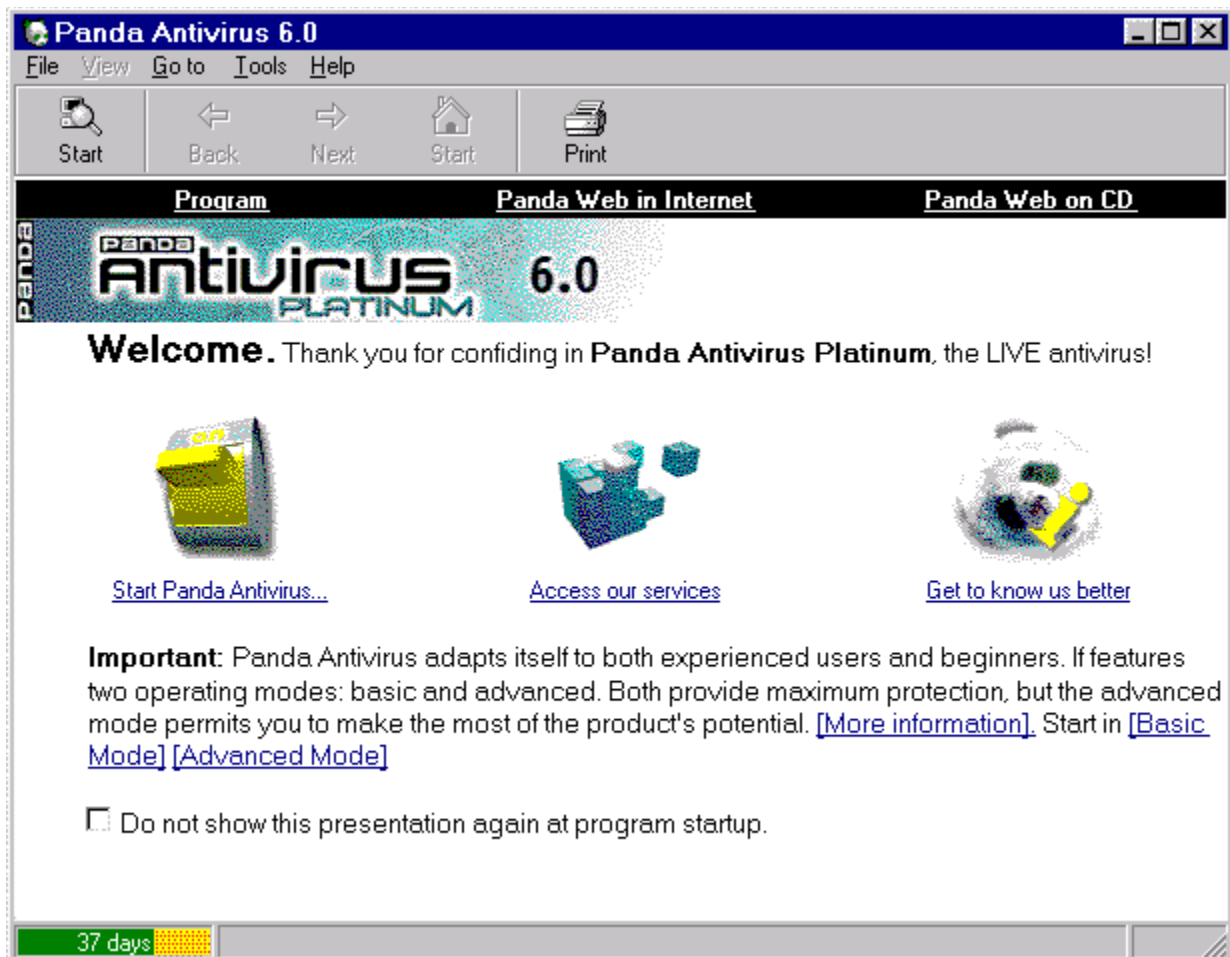 Panda Antivirus 6.0
File View Go to Tools Help
Start Back Next Start Print
Program Panda Web in Internet Panda Web on CD
panda
panda
Antivirus 6.0
PLATINUM
Welcome. Thank you for confiding in Panda Antivirus Platinum, the LIVE antivirus!
ON
Start Panda Antivirus... Access our services Get to know us better
Important: Panda Antivirus adapts itself to both experienced users and beginners. If features
two operating modes: basic and advanced. Both provide maximum protection, but the advanced
mode permits you to make the most of the product's potential. [More information]. Start in [Basic
Mode] [Advanced Mode]
Do not show this presentation again at program startup.
37 days